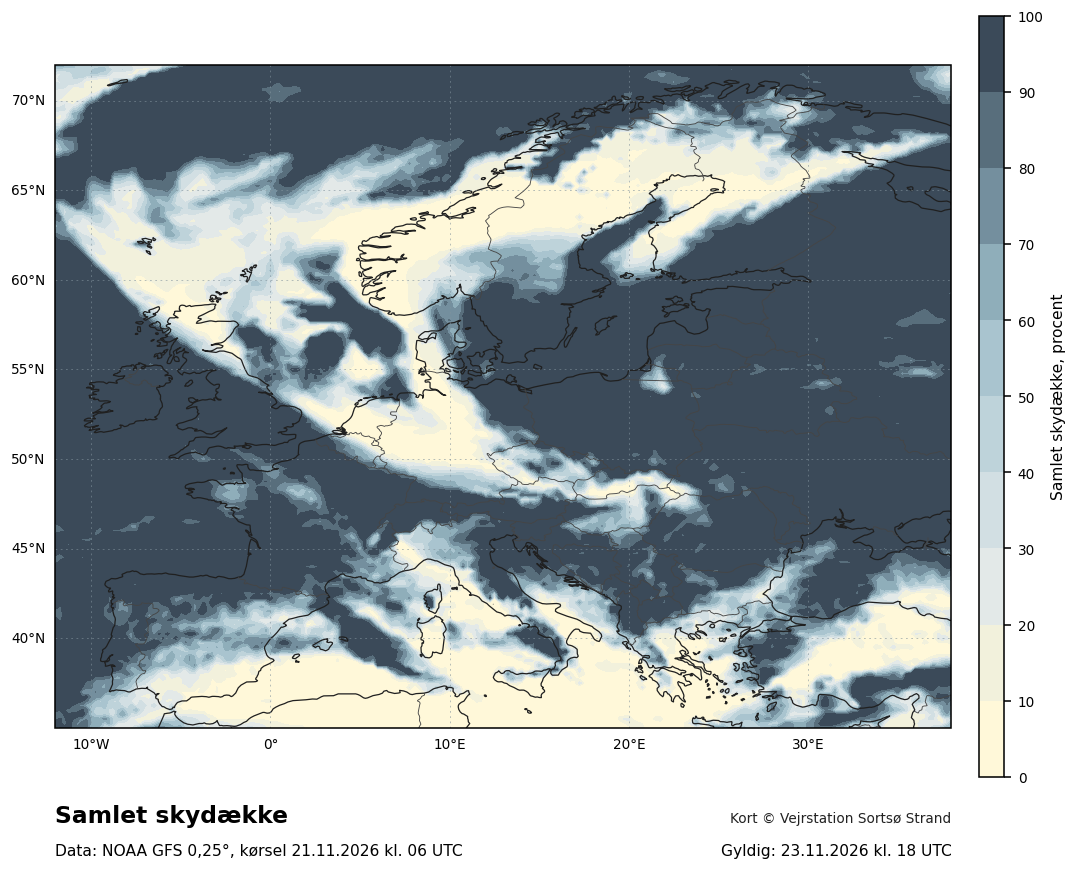 100
90
80
70
60
50
40
30
20
10
0
Samlet skydække, procent
70°N
65°N
60°N
55°N
50°N
45°N
40°N
10°W
0°
10°E
20°E
30°E
Samlet skydække
Kort © Vejrstation Sortsø Strand
Data: NOAA GFS 0,25°, kørsel 21.11.2026 kl. 06 UTC
Gyldig: 23.11.2026 kl. 18 UTC